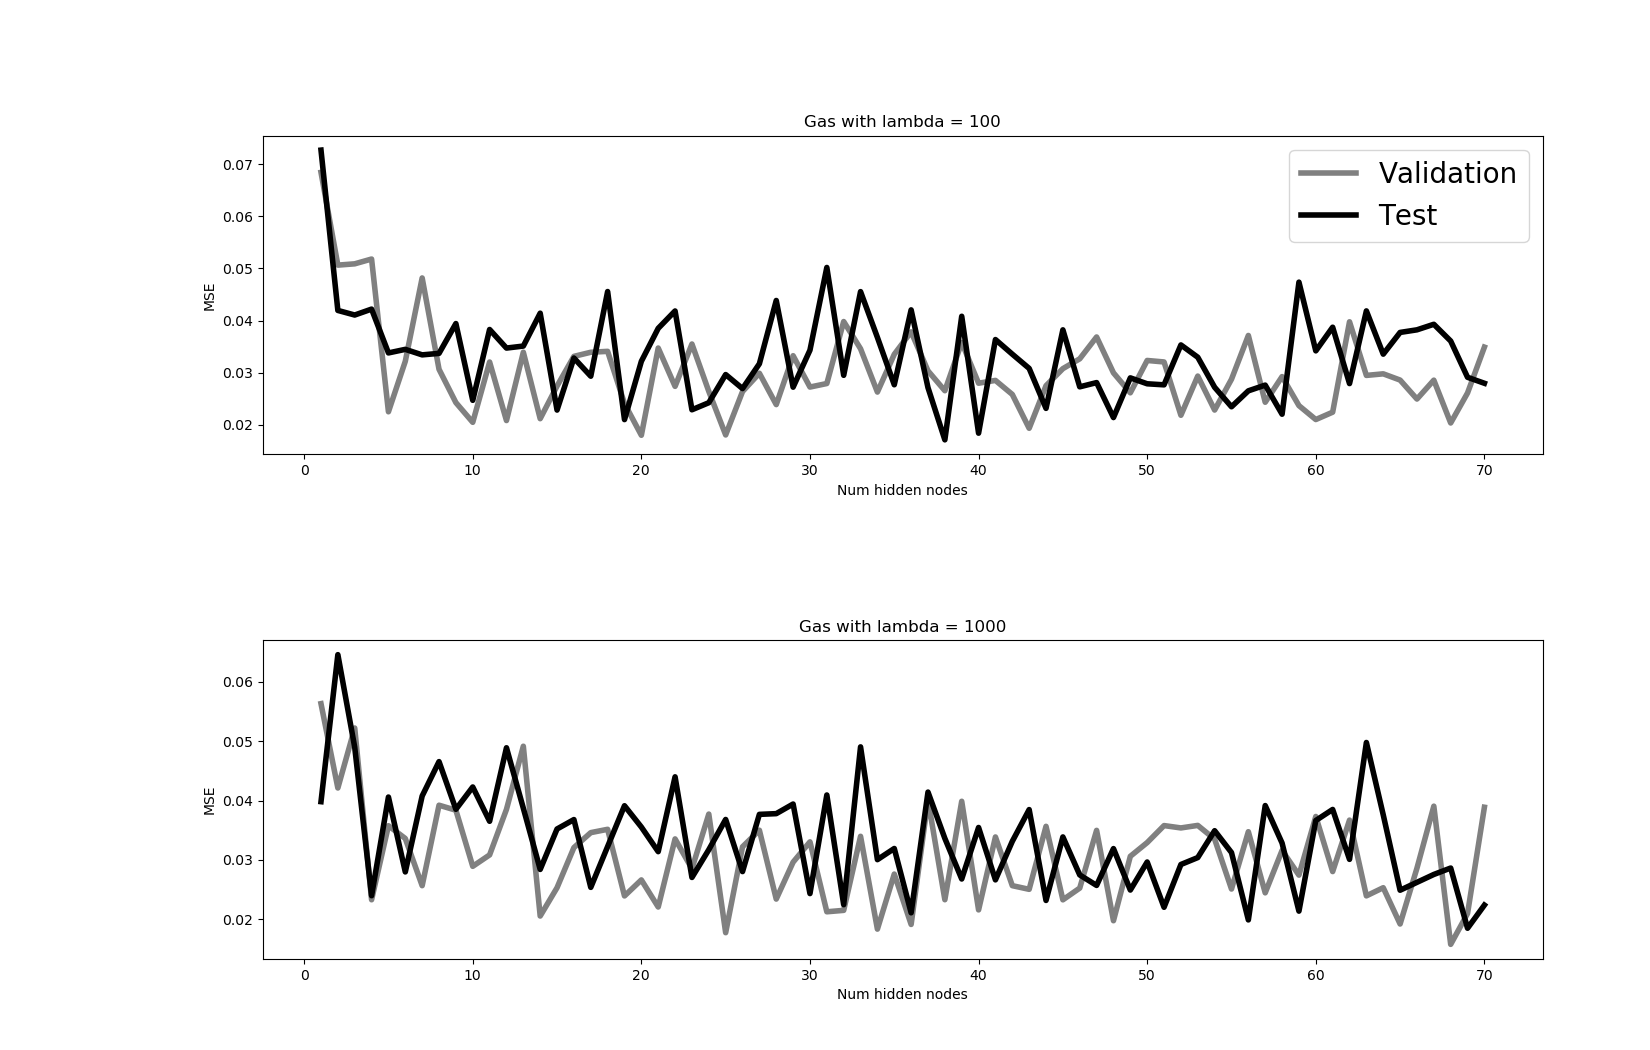 Gas with lambda = 100
Validation
Test
0.07
0.06
0.05
0.04
0.03
0.02
MSE
0 10 20 30 40 50 60 70
Num hidden nodes
Gas with lambda = 1000
0.06
0.05
0.04
0.03
0.02
MSE
0 10 20 30 40 50 60 70
Num hidden nodes